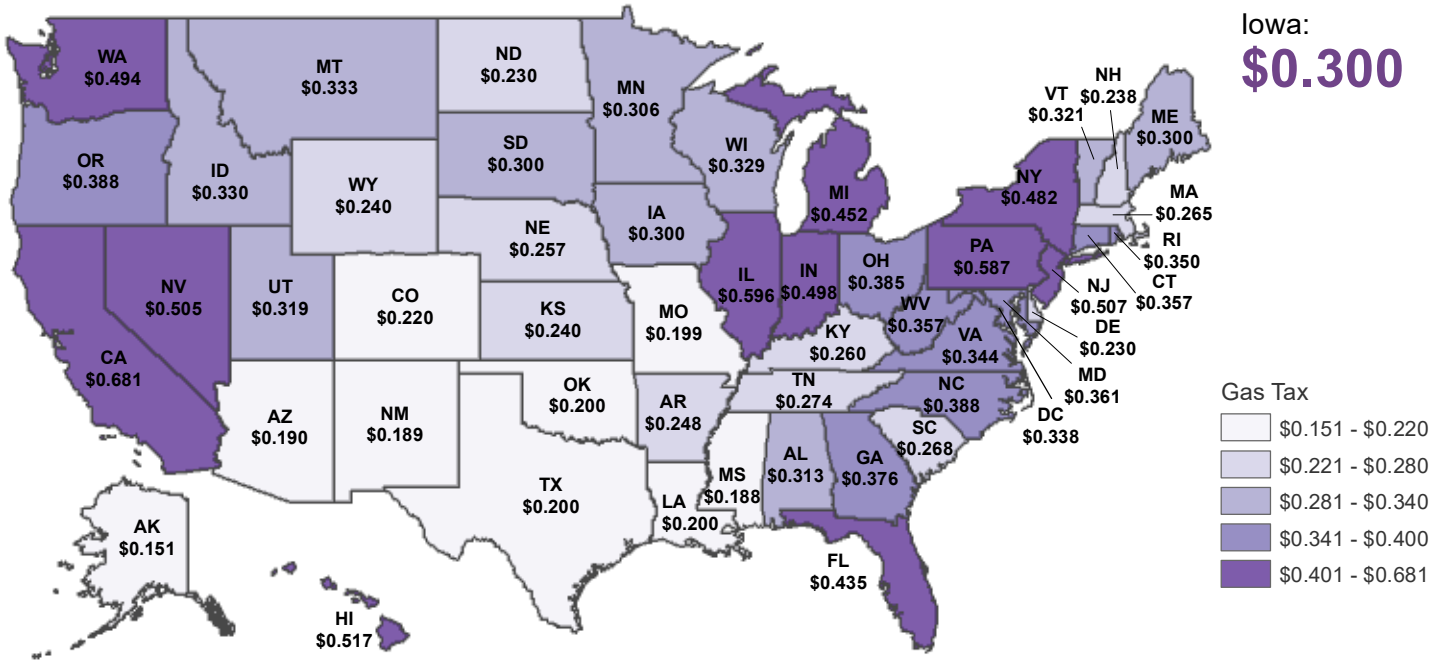 Iowa:
$0.300
WA
$0.494
MT
$0.333
ND
$0.230
MN
$0.306
NH
$0.238
VT
$0.321
ME
$0.300
OR
$0.388
ID
$0.330
SD
$0.300
WI
$0.329
WY
$0.240
MI
$0.452
NY
$0.482
MA
$0.265
RI
$0.350
CT
$0.357
IA
$0.300
NE
$0.257
PA
$0.587
NJ
$0.507
NV
$0.505
UT
$0.319
CO
$0.220
KS
$0.240
MO
$0.199
IL
$0.596
IN
$0.498
OH
$0.385
WV
$0.357
DE
$0.230
KY
$0.260
VA
$0.344
MD
$0.361
CA
$0.681
AZ
$0.190
NM
$0.189
OK
$0.200
AR
$0.248
TN
$0.274
NC
$0.388
DC
$0.338
SC
$0.268
TX
$0.200
LA
$0.200
MS
$0.188
AL
$0.313
GA
$0.376
AK
$0.151
HI
$0.517
FL
$0.435
Gas Tax
$0.151 - $0.220
$0.221 - $0.280
$0.281 - $0.340
$0.341 - $0.400
$0.401 - $0.681